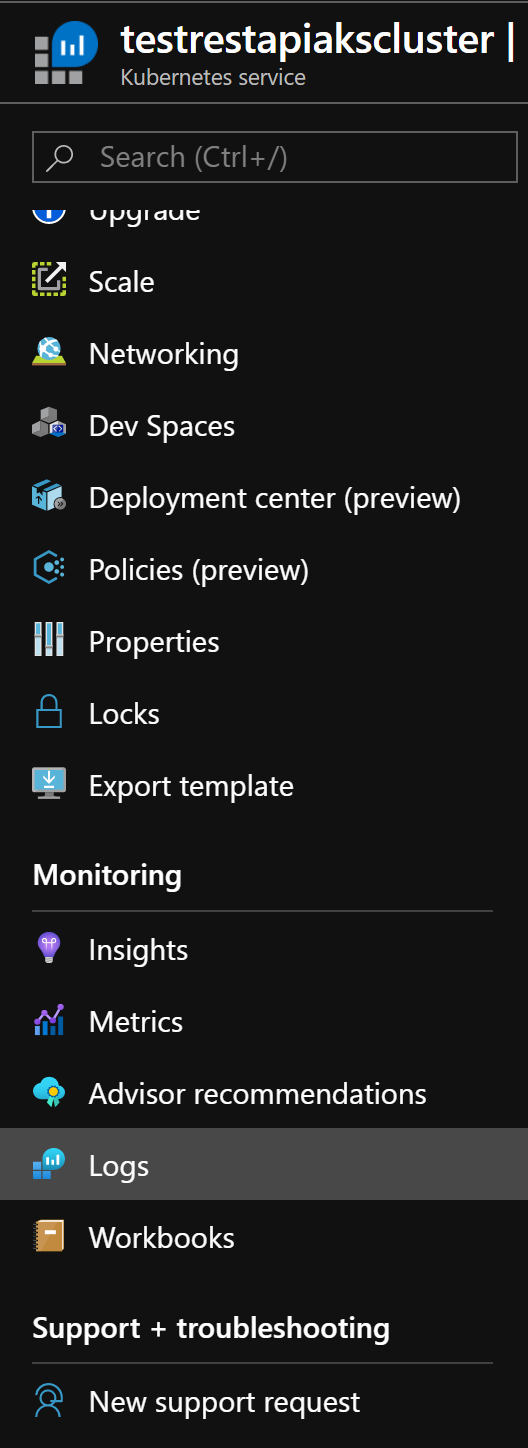 testrestapiakscluster |
Kubernetes service
Search (Ctrl+/)
Upgrade
Scale
Networking
Dev Spaces
Deployment center (preview)
Policies (preview)
Properties
Locks
Export template
Monitoring
Insights
Metrics
Advisor recommendations
Logs
Workbooks
Support + troubleshooting
New support request